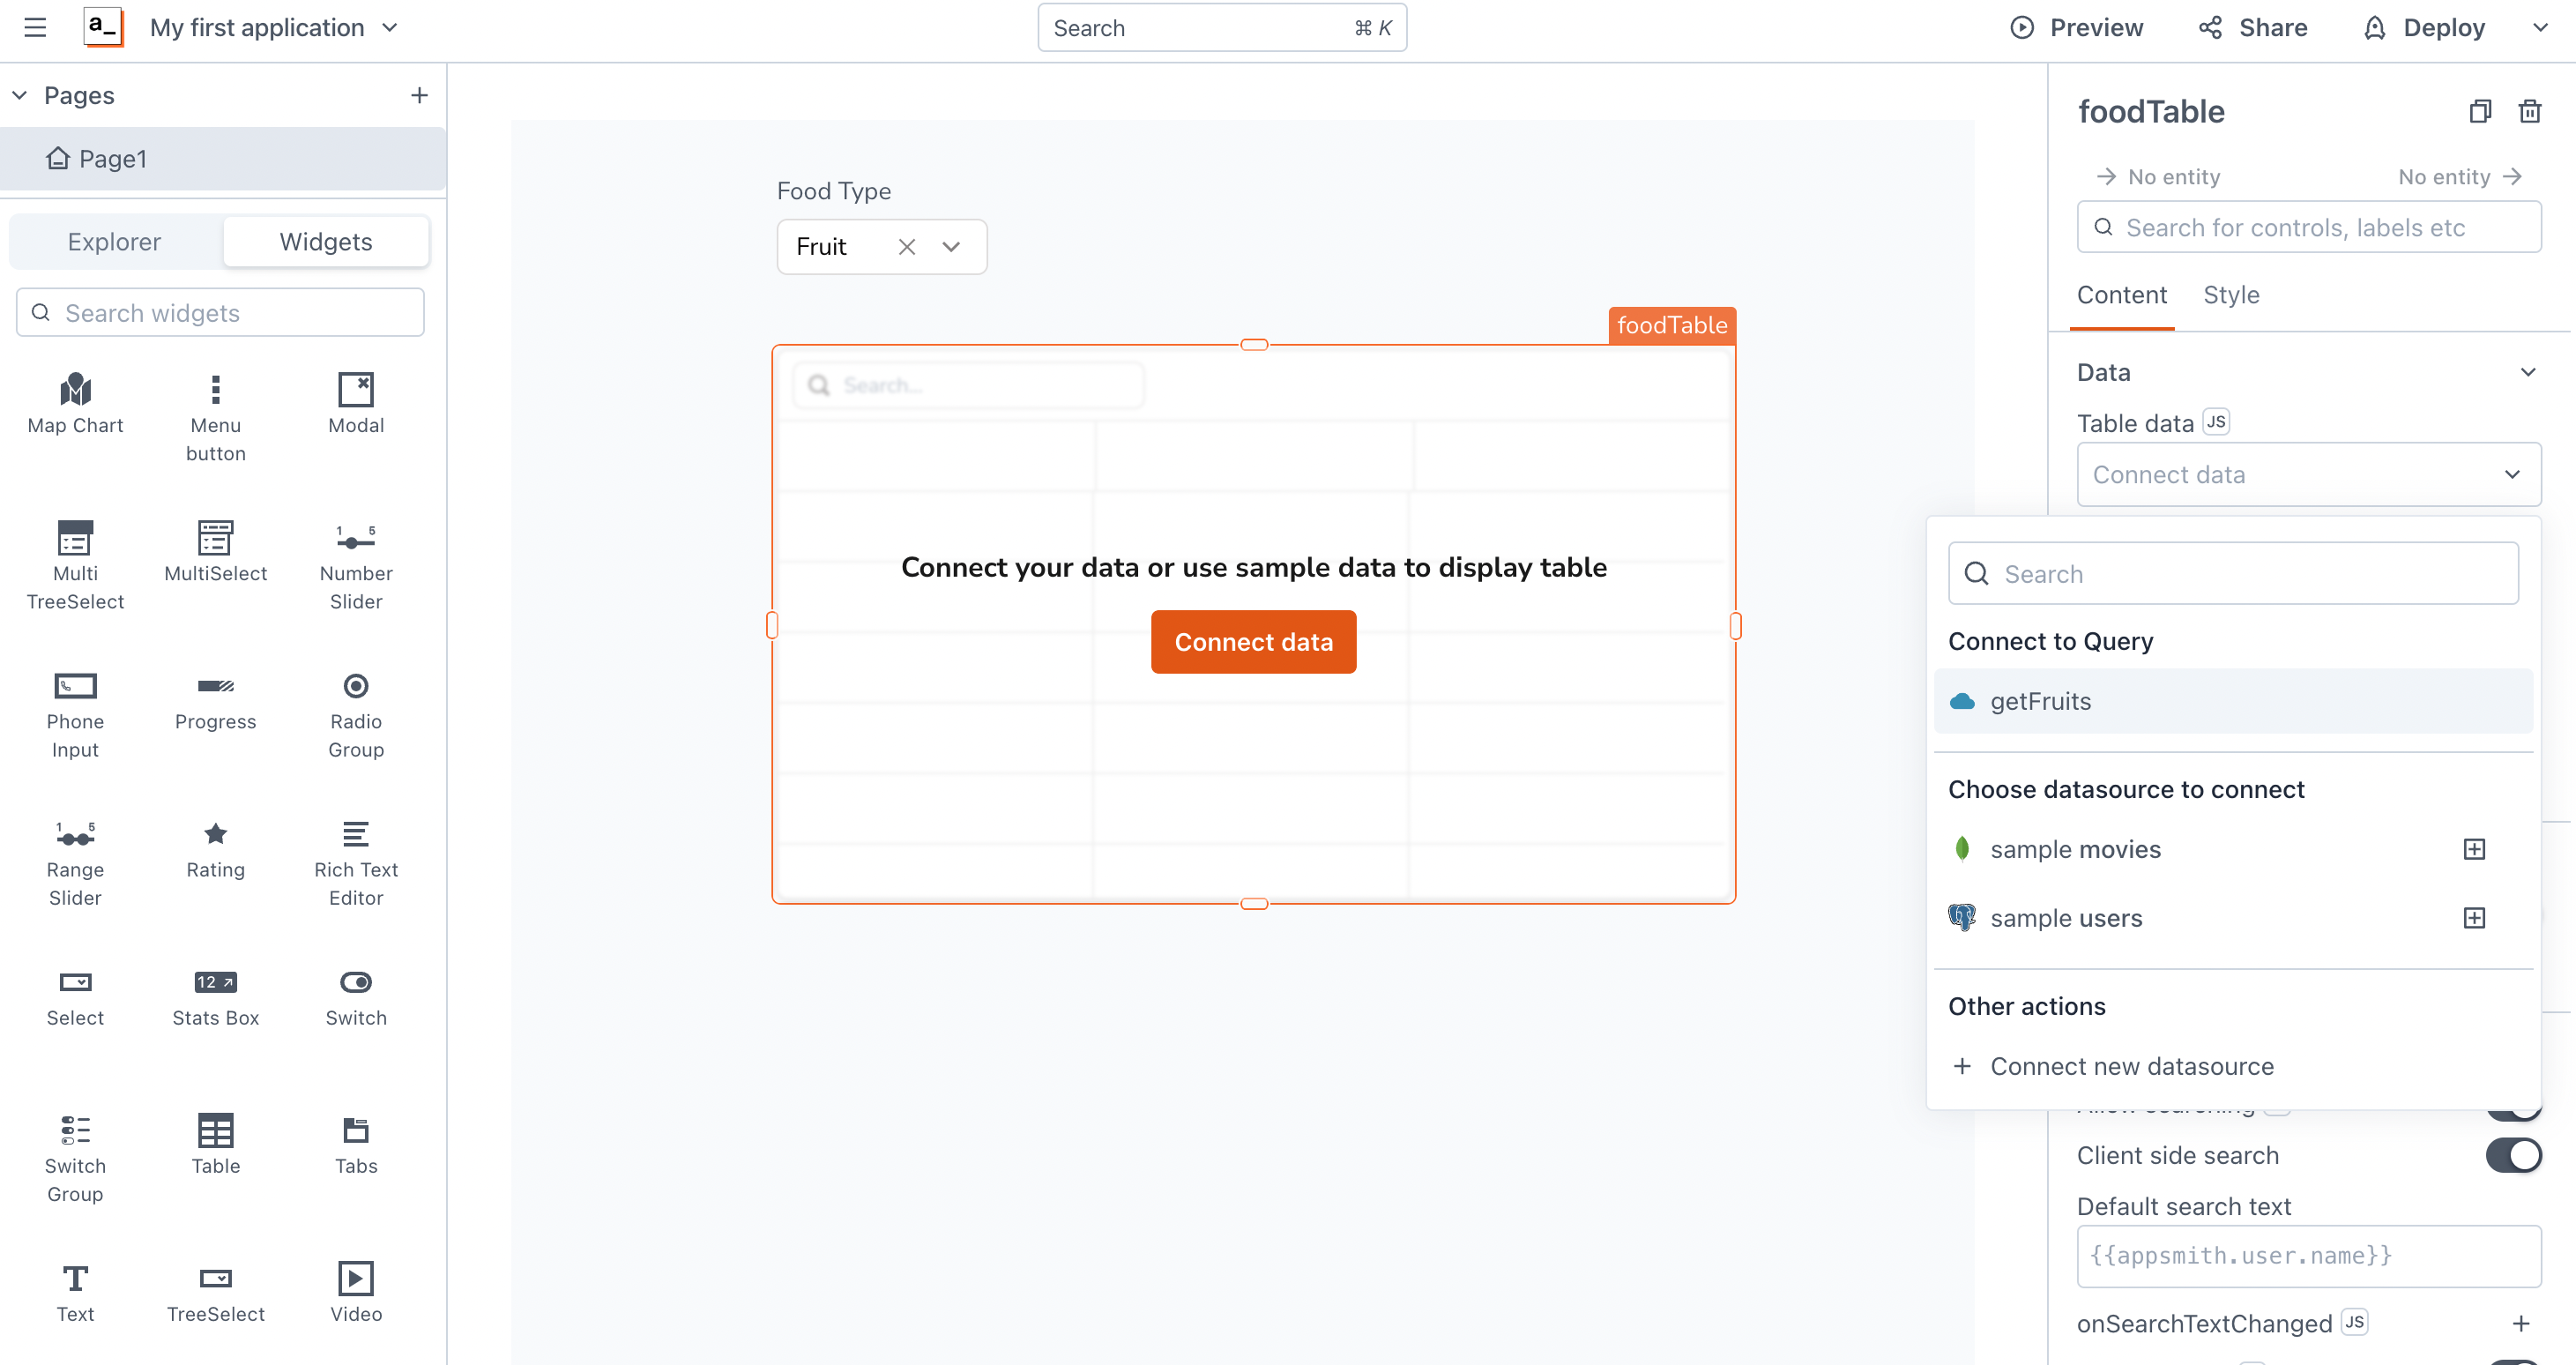 a_
My first application
Search ⌘ K
Preview
Share
Deploy
Pages
Page1
Explorer
Widgets
Search widgets
Map Chart
Menu
button
Modal
Multi
TreeSelect
MultiSelect
1 5
Number
Slider
Phone
Input
Progress
Radio
Group
1 5
Range
Slider
Rating
Rich Text
Editor
Select
12
Stats Box
Switch
Switch
Group
Table
Tabs
Text
TreeSelect
Video
Food Type
Fruit
foodTable
Search...
Connect your data or use sample data to display table
Connect data
foodTable
No entity
No entity
Search for controls, labels etc
Content
Style
Data
Table data JS
Connect data
Search
Connect to Query
getFruits
Choose datasource to connect
sample movies
sample users
Other actions
Connect new datasource
Client side search
Default search text
{{appsmith.user.name}}
onSearchTextChanged JS